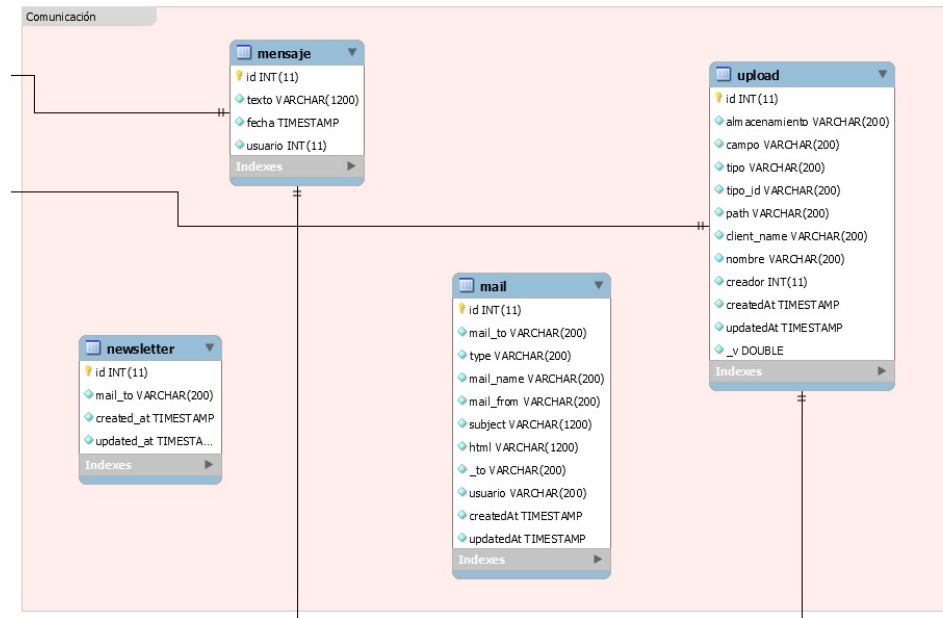 Comunicación
mensaje
id INT(11)
texto VARCHAR(1200)
fecha TIMESTAMP
usuario INT(11)
Indexes
upload
id INT(11)
almacenamiento VARCHAR(200)
campo VARCHAR(200)
tipo VARCHAR(200)
tipo_id VARCHAR(200)
path VARCHAR(200)
client_name VARCHAR(200)
nombre VARCHAR(200)
creador INT(11)
createdAt TIMESTAMP
updatedAt TIMESTAMP
_v DOUBLE
Indexes
mail
id INT(11)
mail_to VARCHAR(200)
type VARCHAR(200)
mail_name VARCHAR(200)
mail_from VARCHAR(200)
subject VARCHAR(1200)
html VARCHAR(1200)
_to VARCHAR(200)
usuario VARCHAR(200)
createdAt TIMESTAMP
updatedAt TIMESTAMP
Indexes
newsletter
id INT(11)
mail_to VARCHAR(200)
created_at TIMESTAMP
updated_at TIMESTA...
Indexes